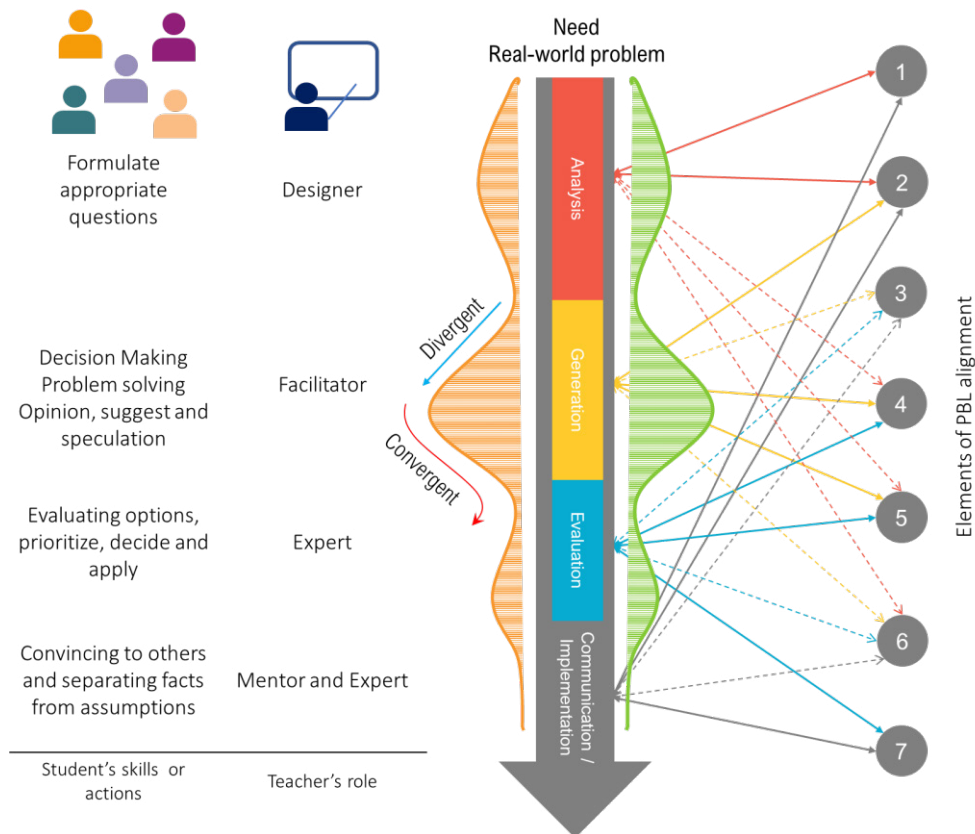 Need
Real-world problem
Formulate
appropriate
questions
Designer
Analysis
Divergent
Decision Making
Problem solving
Opinion, suggest and
speculation
Facilitator
Generation
Convergent
Evaluating options,
prioritize, decide and
apply
Expert
Evaluation
Convincing to others
and separating facts
from assumptions
Mentor and Expert
Communication /
Implementation
Student's skills or
actions
Teacher's role
1
2
3
4
5
6
7
Elements of PBL alignment